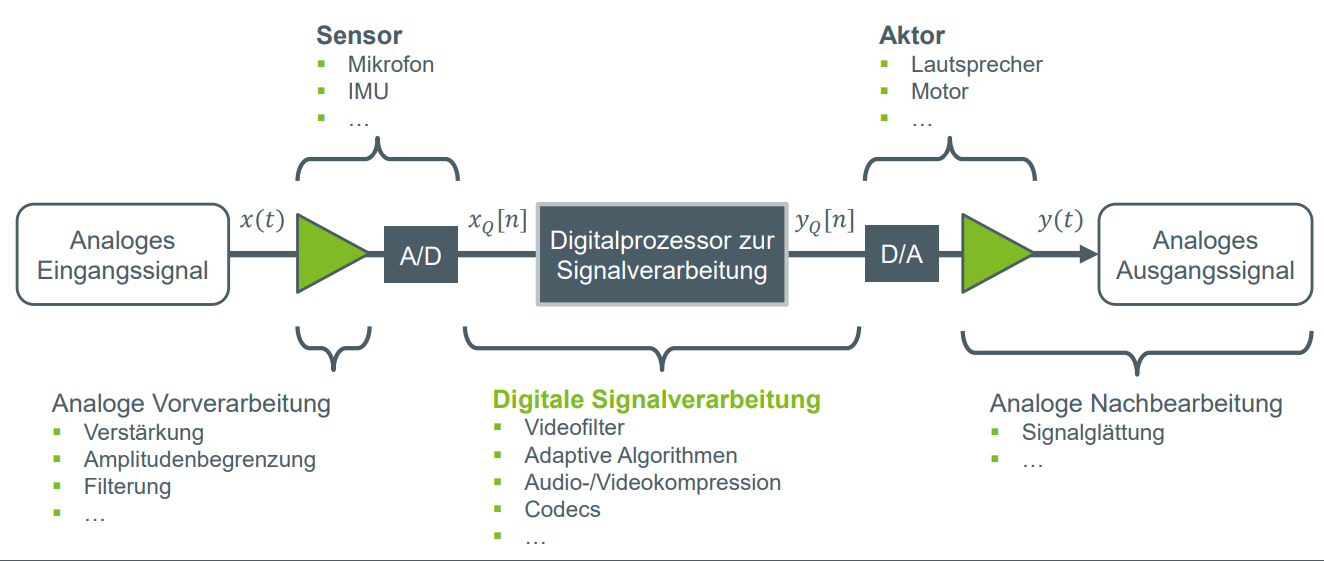 Sensor
Mikrofon
IMU
…
Aktor
Lautsprecher
Motor
…
Analoges
Eingangssignal
x(t)
A/D
x_Q[n]
Digitalprozessor zur
Signalverarbeitung
y_Q[n]
D/A
y(t)
Analoges
Ausgangssignal
Analoge Vorverarbeitung
Verstärkung
Amplitudenbegrenzung
Filterung
…
Digitale Signalverarbeitung
Videofilter
Adaptive Algorithmen
Audio-/Videokompression
Codecs
…
Analoge Nachbearbeitung
Signalglättung
…